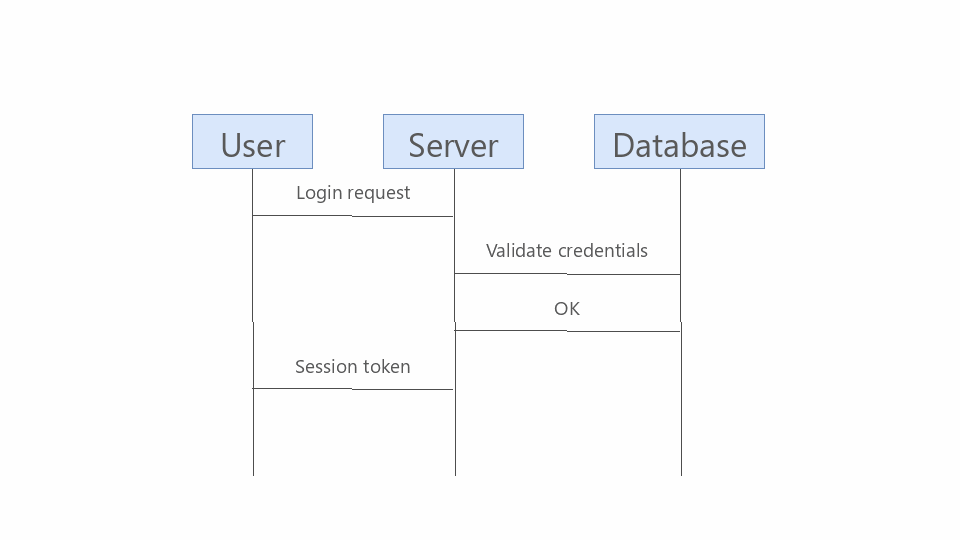 User
Server
Database
Login request
Validate credentials
OK
Session token